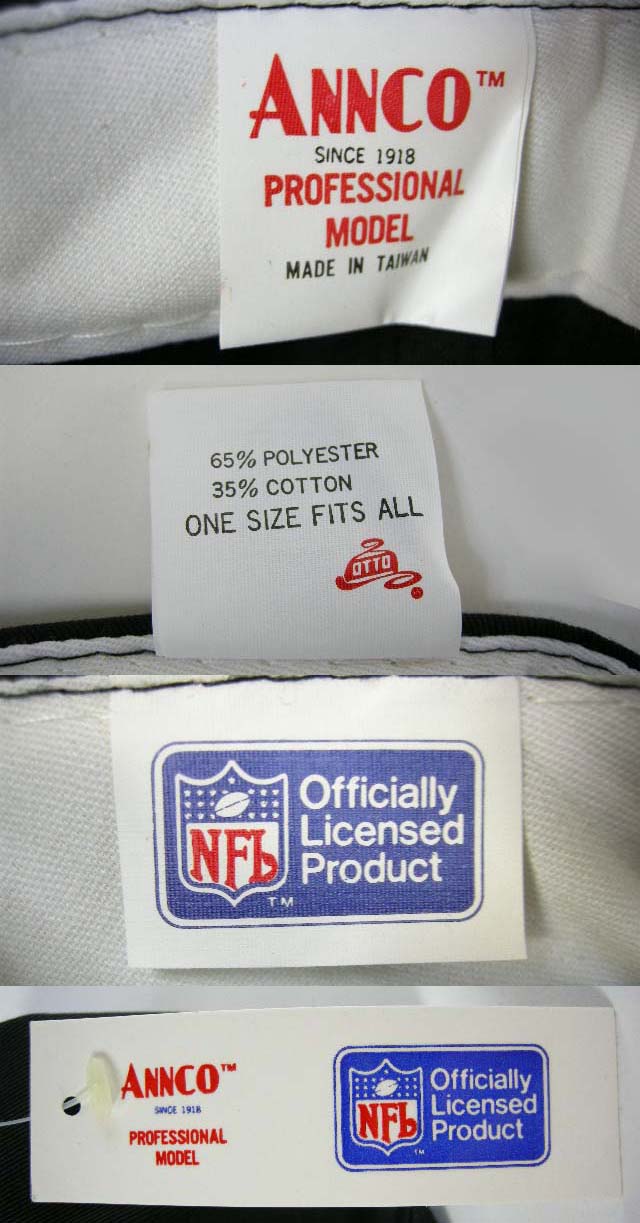 ANNCO™
SINCE 1918
PROFESSIONAL
MODEL
MADE IN TAIWAN
65% POLYESTER
35% COTTON
ONE SIZE FITS ALL
OTTO
NFL
Officially
Licensed
Product
TM
ANNCO™
SINCE 1918
PROFESSIONAL
MODEL
NFL
Officially
Licensed
Product
TM